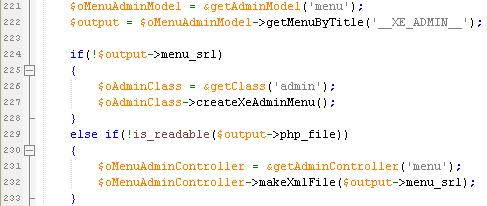 221 $oMenuAdminModel = &getAdminModel('menu');
222 $output = $oMenuAdminModel->getMenuByTitle('__XE_ADMIN__');
223
224 if(!$output->menu_srl)
225 {
226 $oAdminClass = &getClass('admin');
227 $oAdminClass->createXeAdminMenu();
228 }
229 else if(!is_readable($output->php_file))
230 {
231 $oMenuAdminController = &getAdminController('menu');
232 $oMenuAdminController->makeXmlFile($output->menu_srl);
233 }